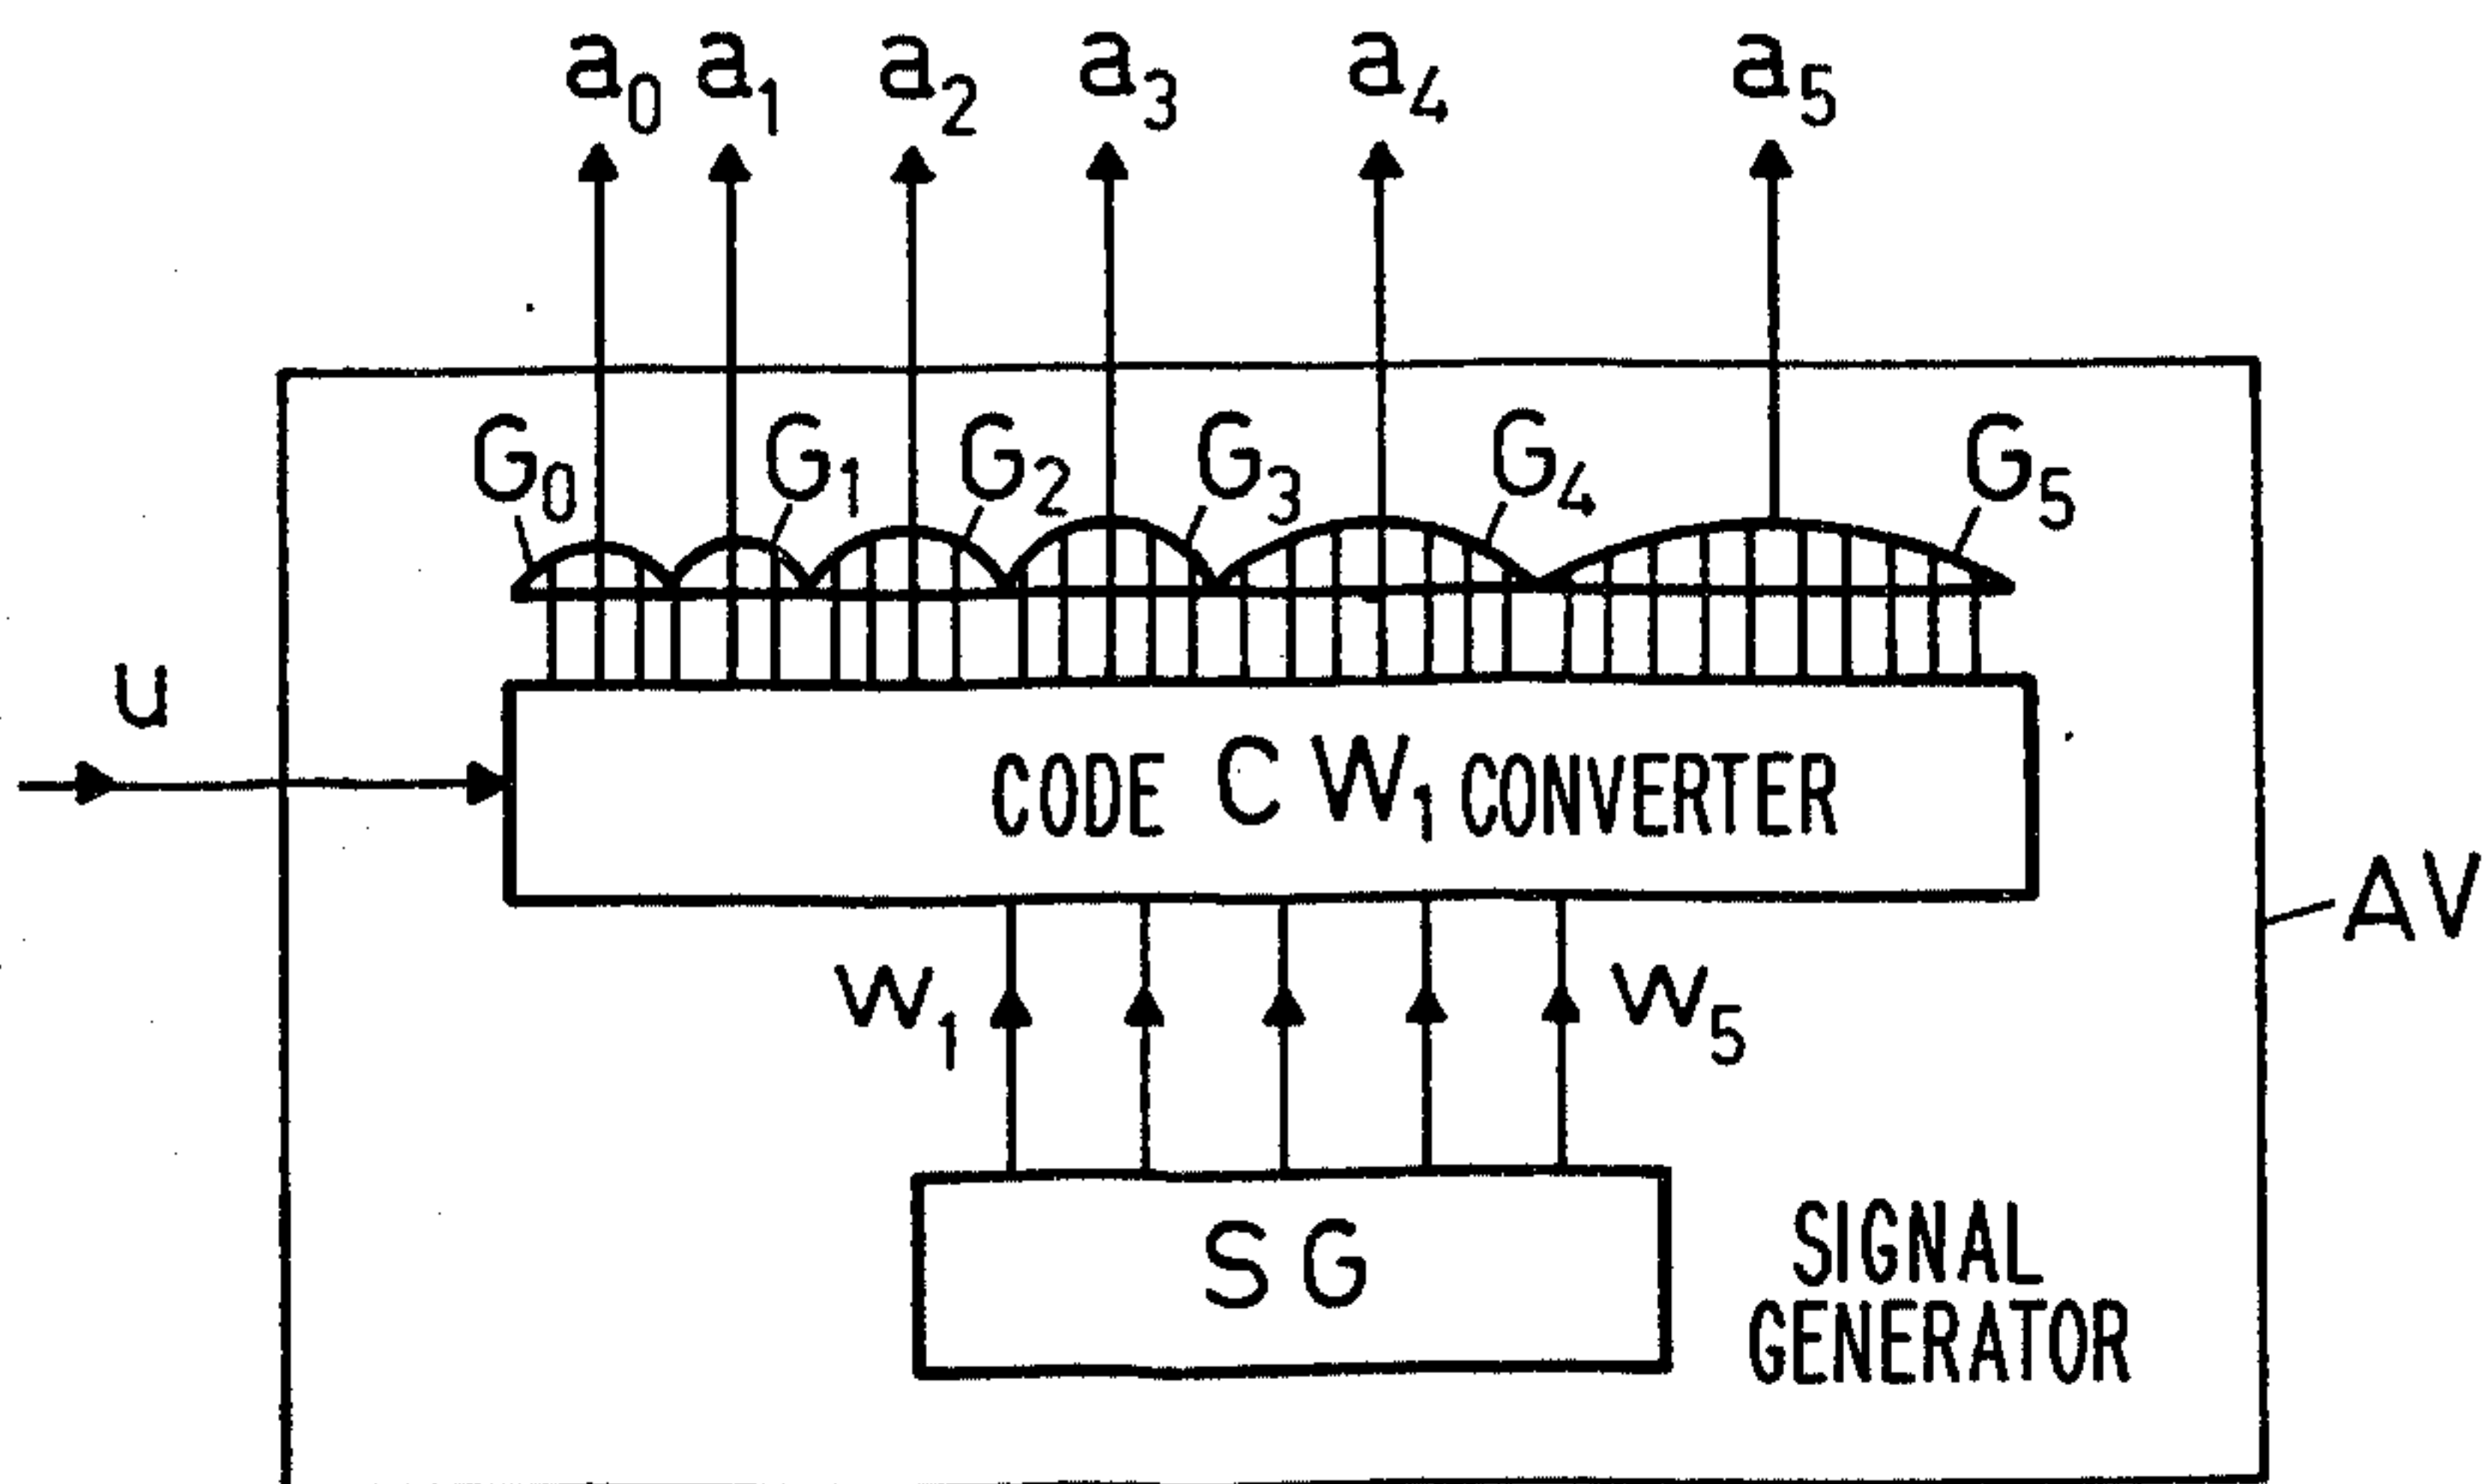 a0 a1 a2 a3 a4 a5
G0 G1 G2 G3 G4 G5
u
CODE CW1 CONVERTER
AV
w1 w5
SG
SIGNAL
GENERATOR